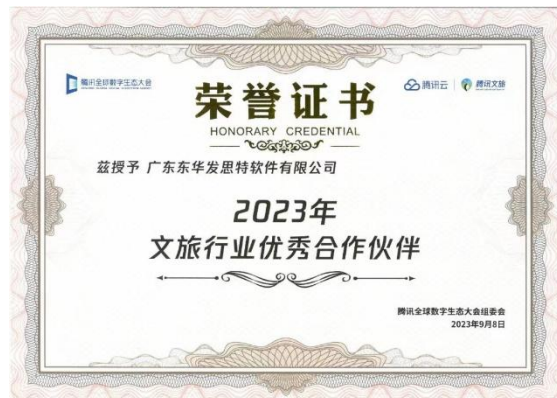 腾讯全球数字生态大会
腾讯云
腾讯文旅
荣誉证书
HONORARY CREDENTIAL
兹授予 广东东华发思特软件有限公司
2023年
文旅行业优秀合作伙伴
腾讯全球数字生态大会组委会
2023年9月8日